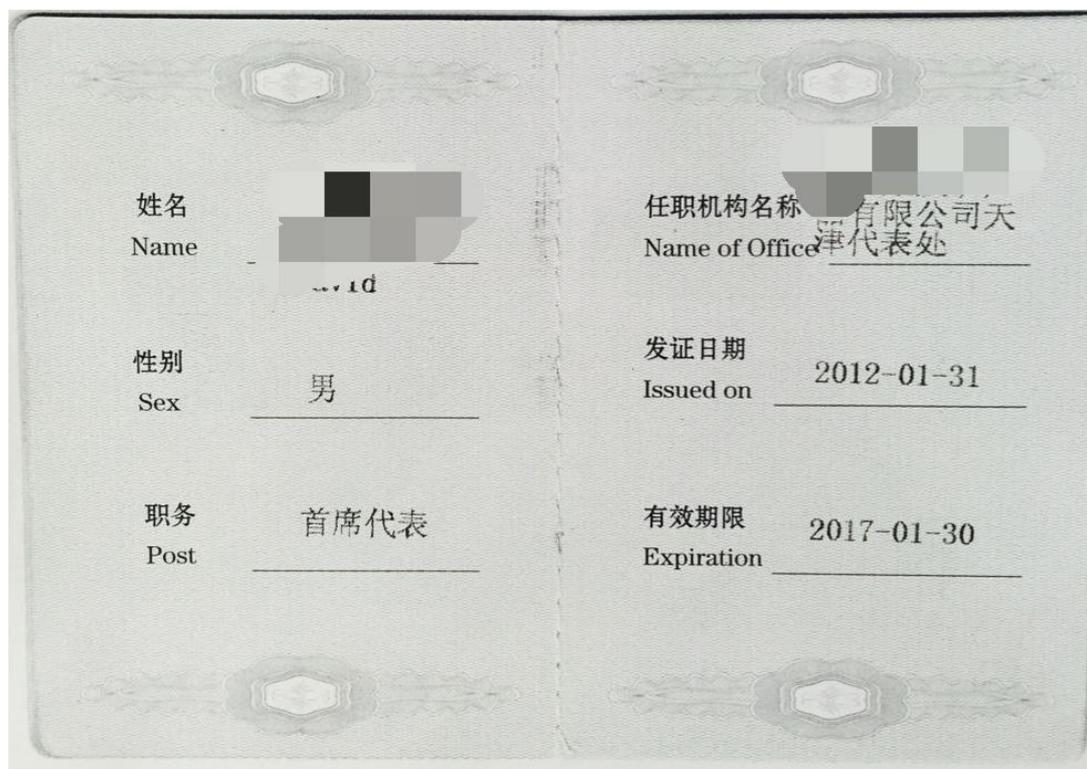 姓名
Name
性别
Sex
男
职务
Post
首席代表
任职机构名称
Name of Office
有限公司天
津代表处
发证日期
Issued on
2012-01-31
有效期限
Expiration
2017-01-30